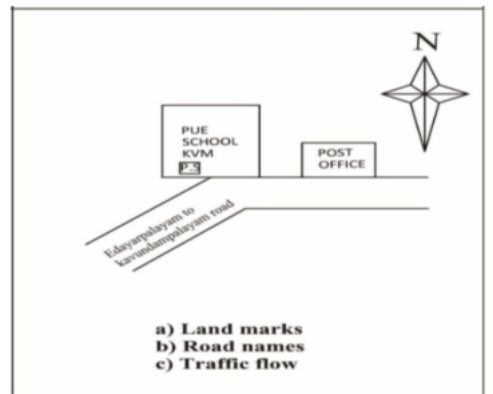 N
PUE
SCHOOL
KVM
P.S
POST
OFFICE
Edayarpalayam to
kavundampalayam road
a) Land marks
b) Road names
c) Traffic flow